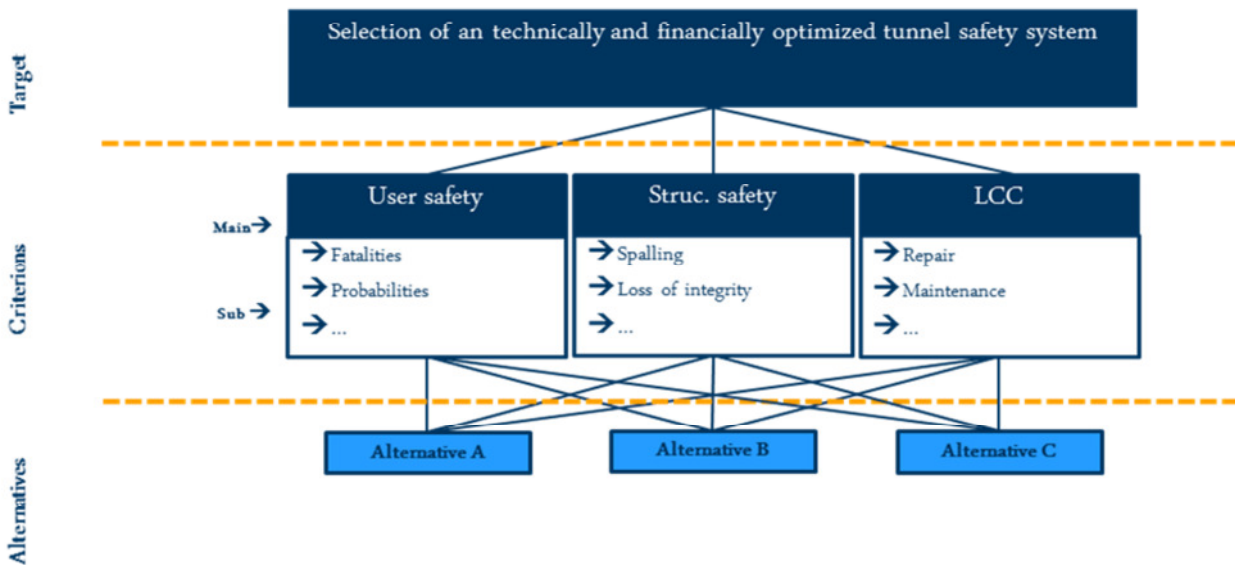 Target
Selection of an technically and financially optimized tunnel safety system
Criterions
Main→
Sub→
User safety
→Fatalities
→Probabilities
→...
Struc. safety
→Spalling
→Loss of integrity
→...
LCC
→Repair
→Maintenance
→...
Alternatives
Alternative A
Alternative B
Alternative C